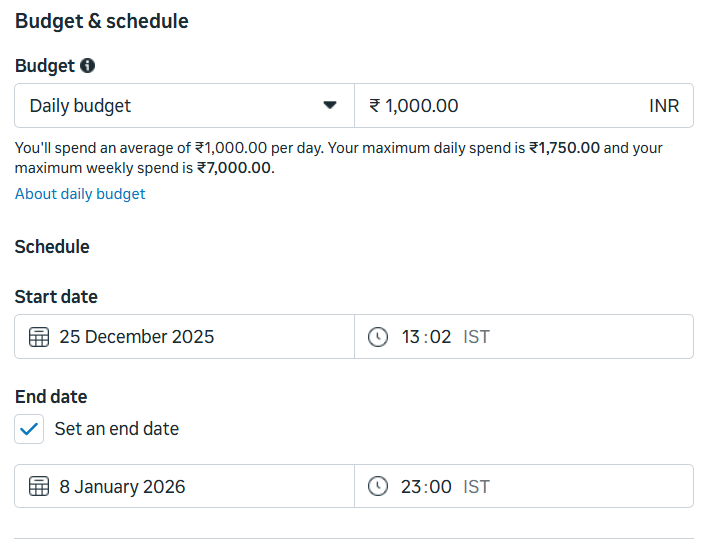 Budget & schedule
Budget
Daily budget
₹ 1,000.00 INR
You'll spend an average of ₹1,000.00 per day. Your maximum daily spend is ₹1,750.00 and your
maximum weekly spend is ₹7,000.00.
About daily budget
Schedule
Start date
25 December 2025
13:02 IST
End date
Set an end date
8 January 2026
23:00 IST